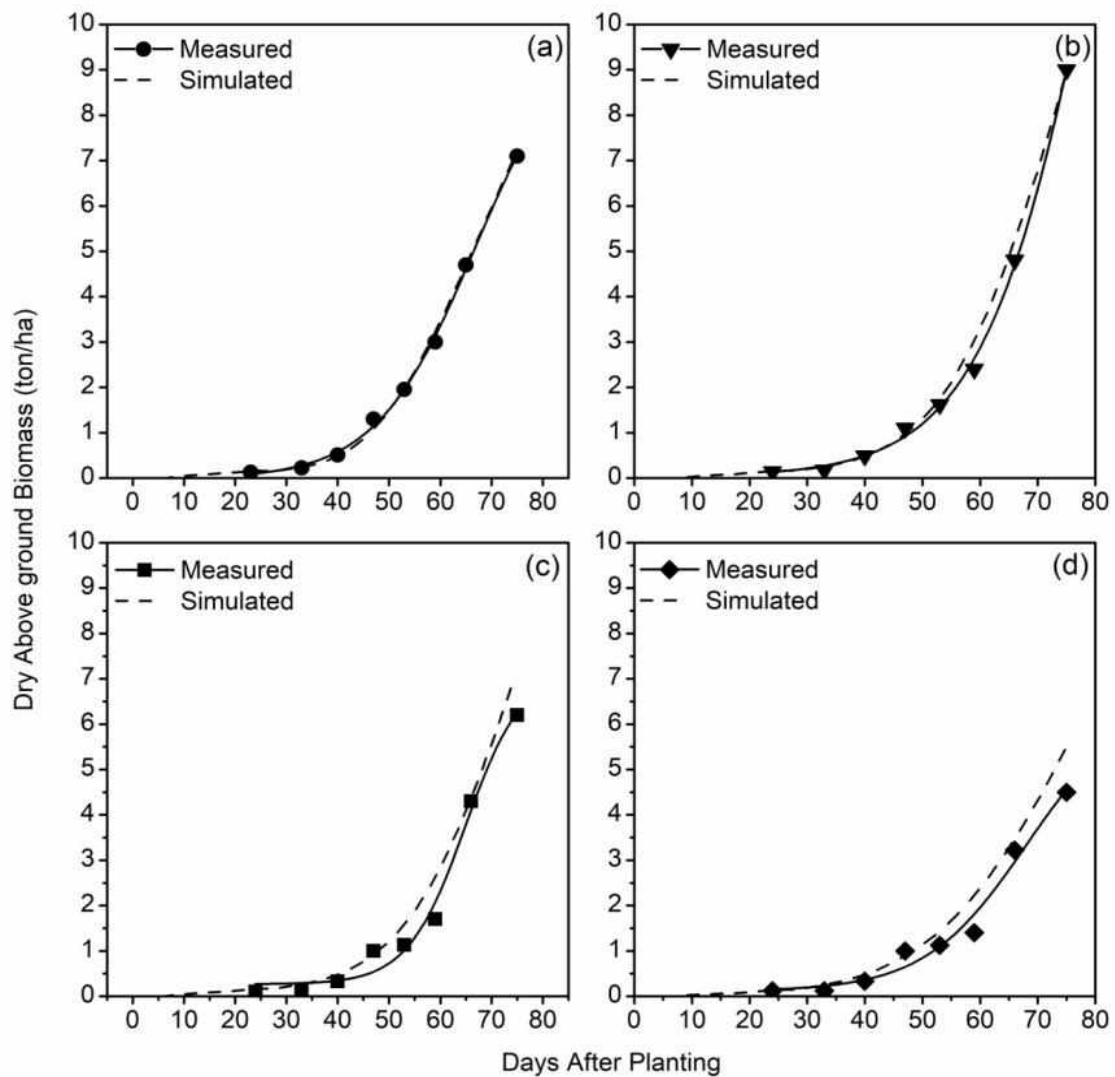 10 Measured (a)
9 Simulated
8
7
6
5
4
3
2
1
0
0 10 20 30 40 50 60 70 80
10 Measured (b)
9 Simulated
8
7
6
5
4
3
2
1
0
0 10 20 30 40 50 60 70 80
10 Measured (c)
9 Simulated
8
7
6
5
4
3
2
1
0
0 10 20 30 40 50 60 70 80
10 Measured (d)
9 Simulated
8
7
6
5
4
3
2
1
0
0 10 20 30 40 50 60 70 80
Dry Above ground Biomass (ton/ha)
Days After Planting